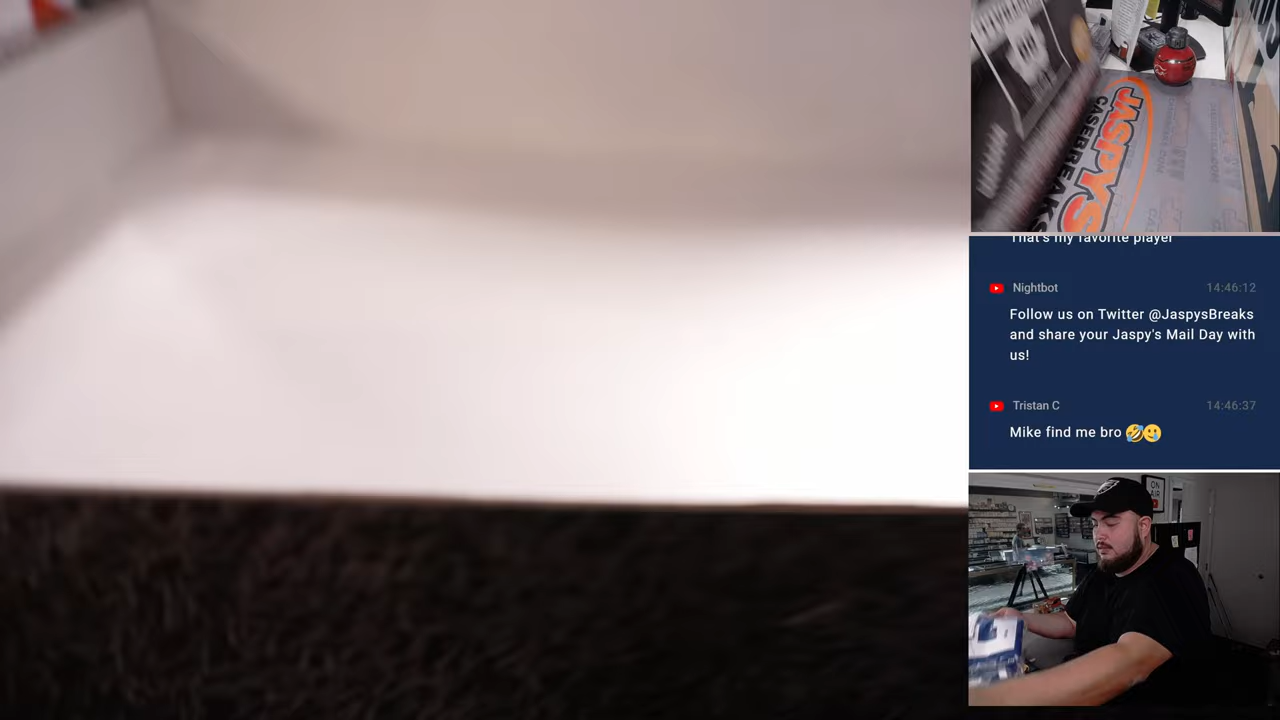 JASPYS
CASEBREAKS
That's my favorite player
Nightbot
14:46:12
Follow us on Twitter @JaspysBreaks
and share your Jaspy's Mail Day with
us!
Tristan C
14:46:37
Mike find me bro 🤣🥲
ON
AIR